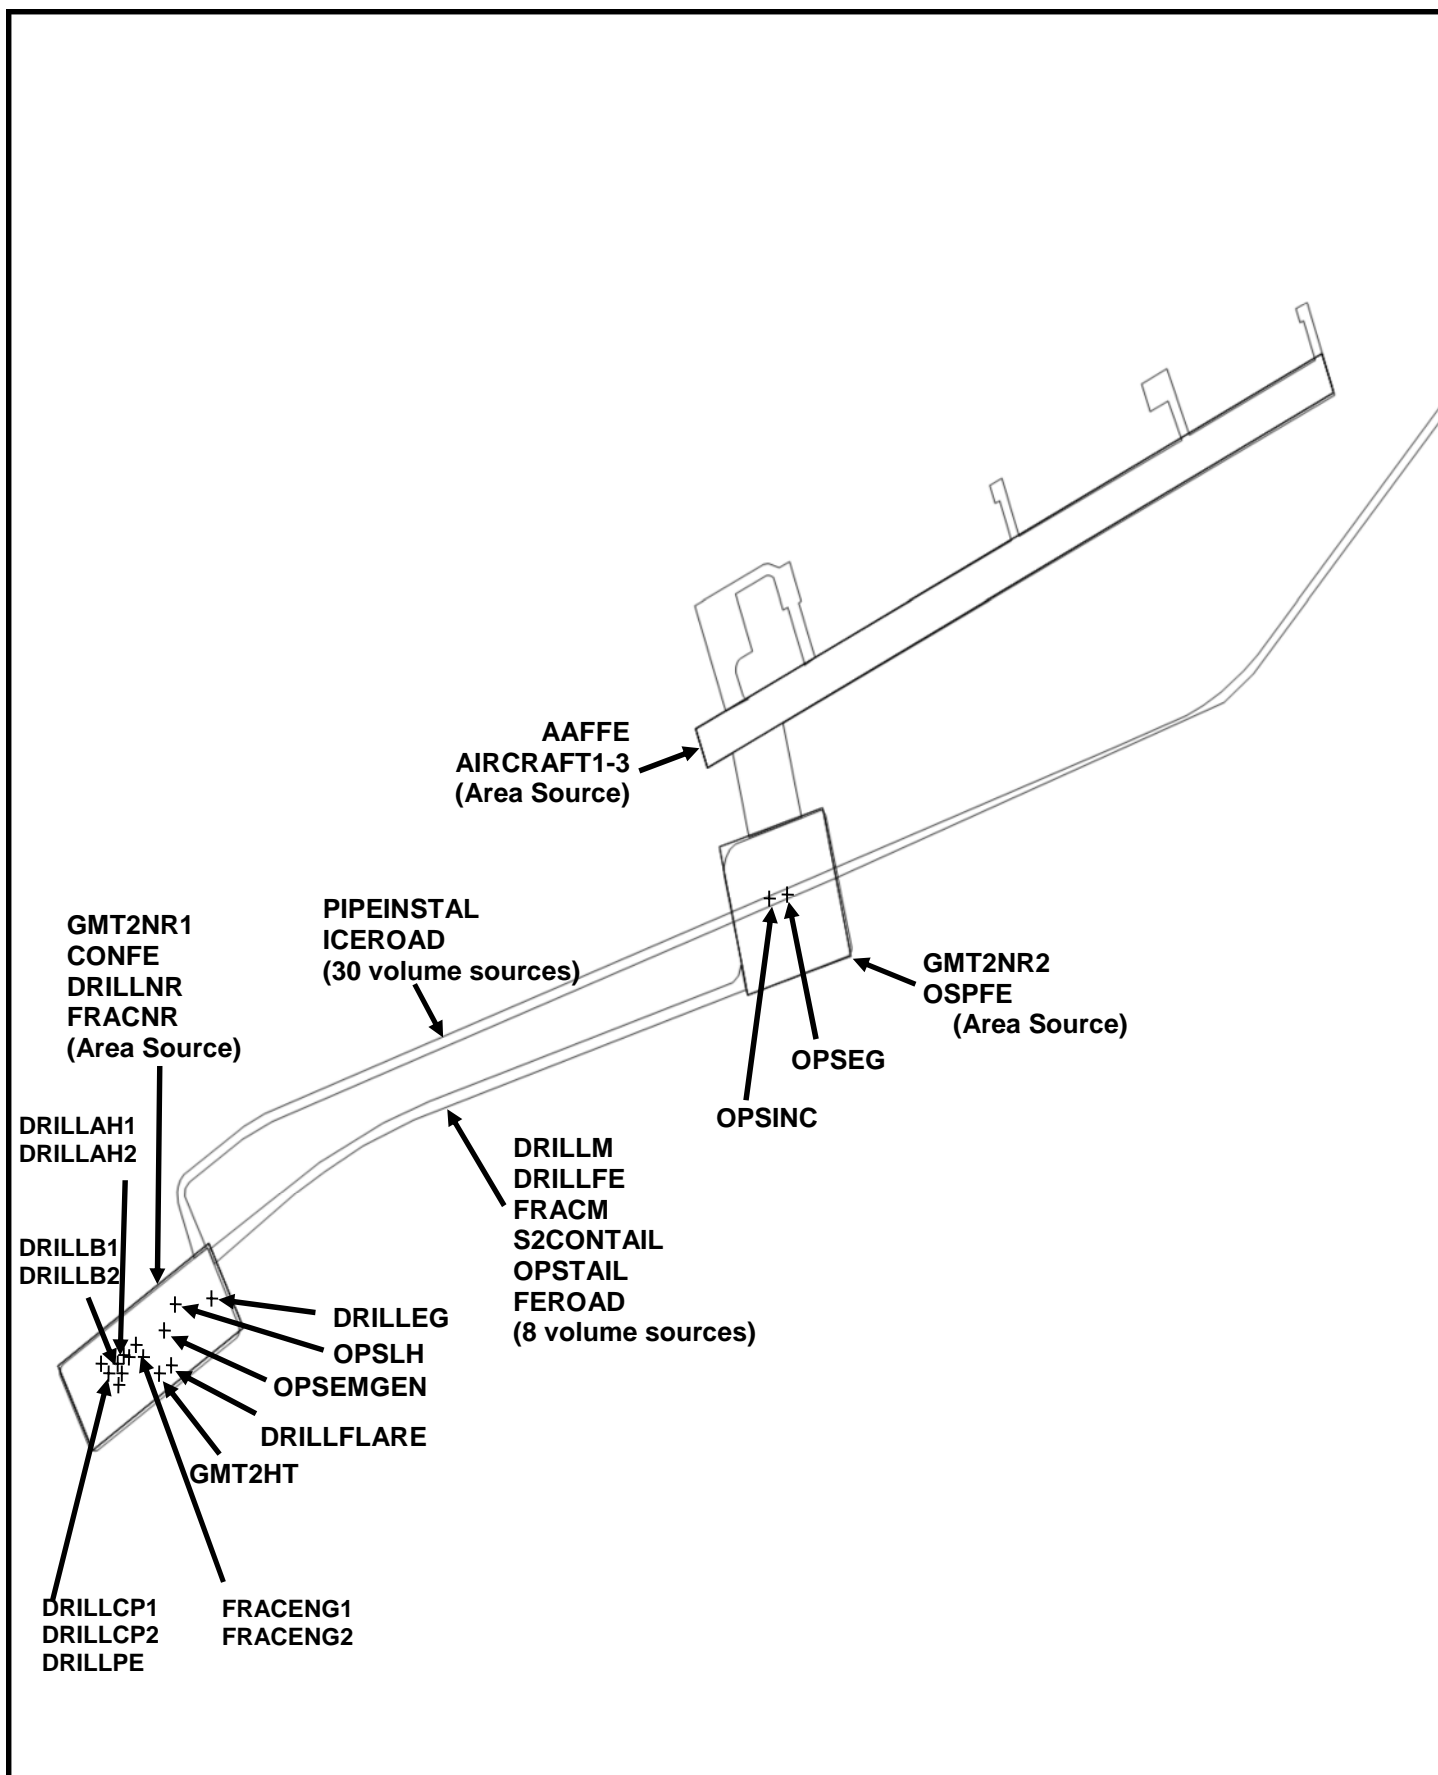 AAFFE
AIRCRAFT1-3
(Area Source)
PIPEINSTAL
ICEROAD
(30 volume sources)
GMT2NR1
CONFE
DRILLNR
FRACNR
(Area Source)
GMT2NR2
OSPFE
(Area Source)
OPSEG
OPSINC
DRILLAH1
DRILLAH2
DRILLM
DRILLFE
FRACM
S2CONTAIL
OPSTAIL
FEROAD
(8 volume sources)
DRILLB1
DRILLB2
DRILLEG
OPSLH
OPSEMGEN
DRILLFLARE
GMT2HT
DRILLCP1
DRILLCP2
DRILLPE
FRACENG1
FRACENG2